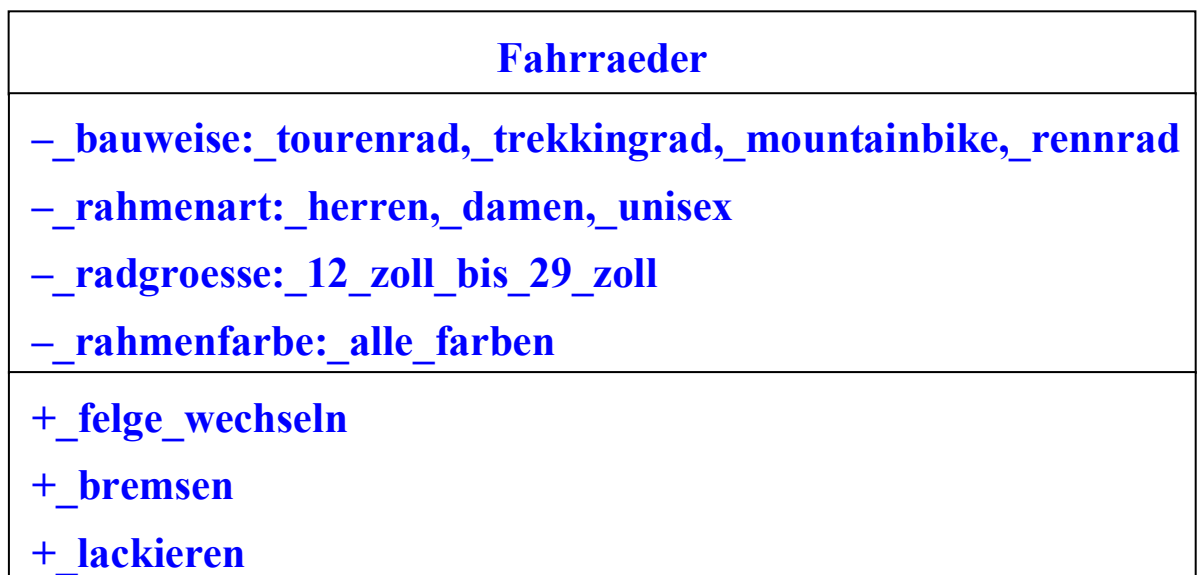 Fahrraeder
–_bauweise:_tourenrad,_trekkingrad,_mountainbike,_rennrad
–_rahmenart:_herren,_damen,_unisex
–_radgroesse:_12_zoll_bis_29_zoll
–_rahmenfarbe:_alle_farben
+_felge_wechseln
+_bremsen
+_lackieren